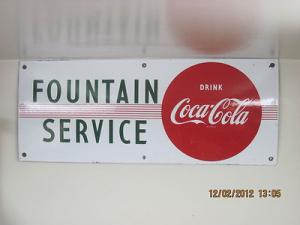 FOUNTAIN
SERVICE
DRINK
Coca-Cola
12/02/2012 13:05